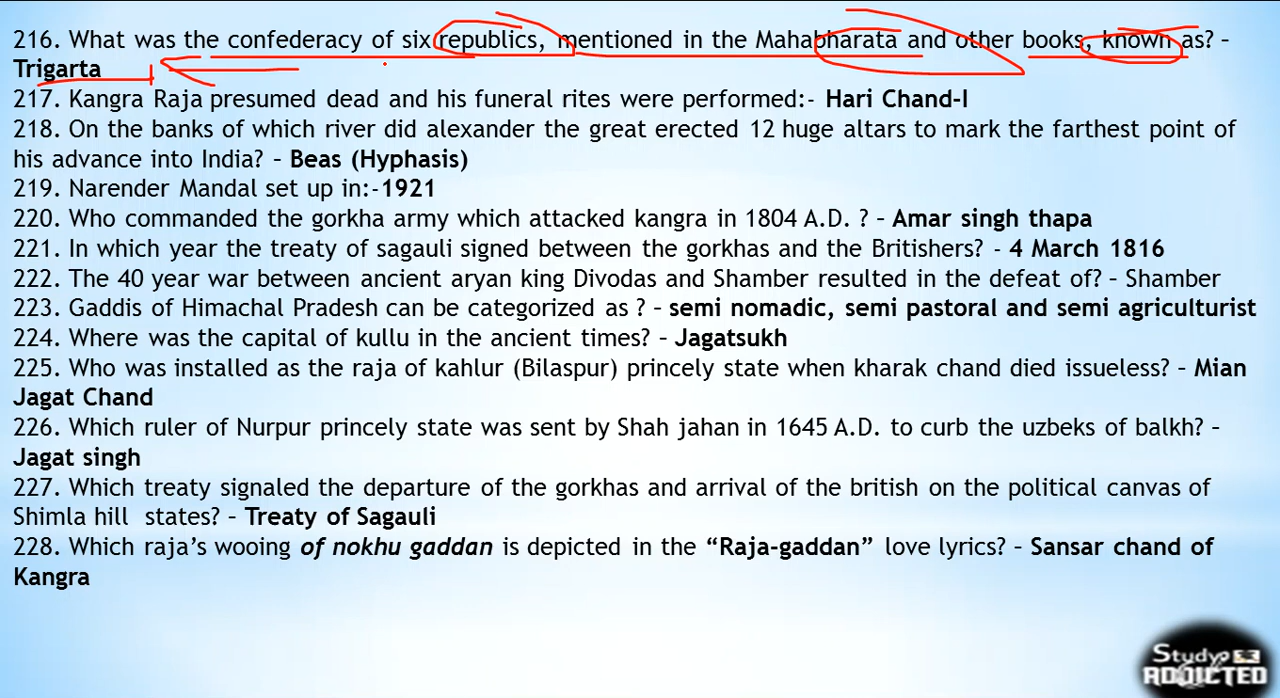 216. What was the confederacy of six republics, mentioned in the Mahabharata and other books, known as? –
Trigarta
217. Kangra Raja presumed dead and his funeral rites were performed:- Hari Chand-I
218. On the banks of which river did alexander the great erected 12 huge altars to mark the farthest point of
his advance into India? – Beas (Hyphasis)
219. Narender Mandal set up in:-1921
220. Who commanded the gorkha army which attacked kangra in 1804 A.D. ? – Amar singh thapa
221. In which year the treaty of sagauli signed between the gorkhas and the Britishers? - 4 March 1816
222. The 40 year war between ancient aryan king Divodas and Shamber resulted in the defeat of? – Shamber
223. Gaddis of Himachal Pradesh can be categorized as ? – semi nomadic, semi pastoral and semi agriculturist
224. Where was the capital of kullu in the ancient times? – Jagatsukh
225. Who was installed as the raja of kahlur (Bilaspur) princely state when kharak chand died issueless? – Mian
Jagat Chand
226. Which ruler of Nurpur princely state was sent by Shah jahan in 1645 A.D. to curb the uzbeks of balkh? –
Jagat singh
227. Which treaty signaled the departure of the gorkhas and arrival of the british on the political canvas of
Shimla hill states? – Treaty of Sagauli
228. Which raja’s wooing of nokhu gaddan is depicted in the “Raja-gaddan” love lyrics? – Sansar chand of
Kangra
Study
ADDICTED